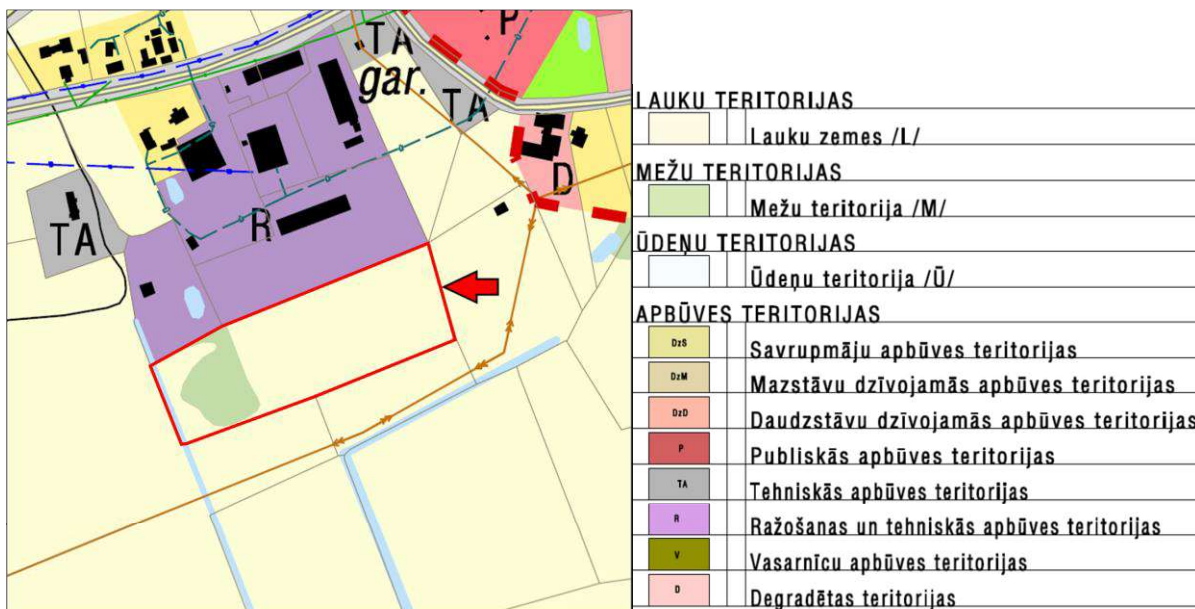 P
TA
gar.
TA
D
R
TA
LAUKU TERITORIJAS
Lauku zemes /L/
MEŽU TERITORIJAS
Mežu teritorija /M/
ŪDEŅU TERITORIJAS
Ūdeņu teritorija /Ū/
APBŪVES TERITORIJAS
DzS Savrupmāju apbūves teritorijas
DzM Mazstāvu dzīvojamās apbūves teritorijas
DzD Daudzstāvu dzīvojamās apbūves teritorijas
P Publiskās apbūves teritorijas
TA Tehniskās apbūves teritorijas
R Ražošanas un tehniskās apbūves teritorijas
V Vasarnīcu apbūves teritorijas
D Degradētas teritorijas